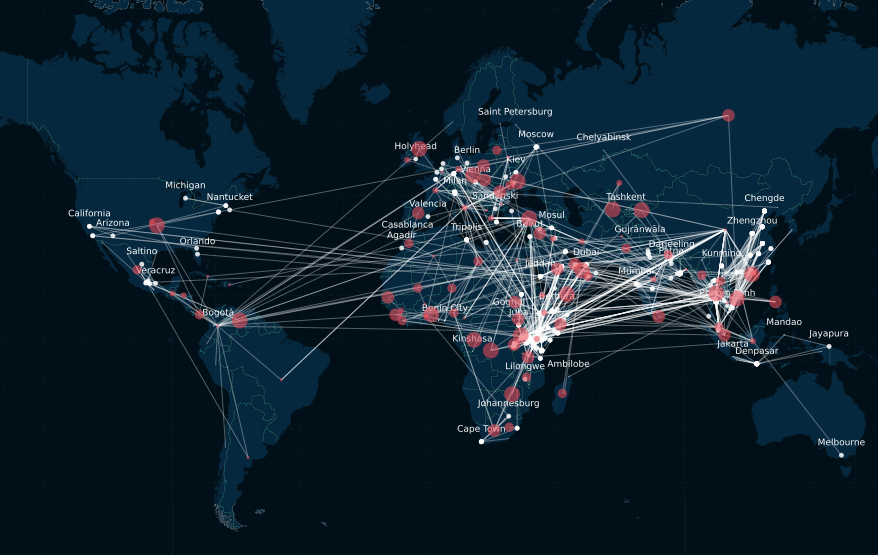 Saint Petersburg
Moscow
Chelyabinsk
Holyhead
Berlin
Kiev
Vienna
Milan
Michigan
Nantucket
Tashkent
Chengde
Valencia
California
Arizona
Casablanca
Mosul
Zhengzhou
Tripolis
Beirut
Gujranwala
Agadir
Orlando
Darjeeling
Saltino
Dubai
Kunming
Patna
Jeddah
Mumbai
Veracruz
Benin City
Bogotá
Juba
Mandao
Kinshasa
Jayapura
Jakarta
Denpasar
Lilongwe
Ambilobe
Johannesburg
Cape Town
Melbourne